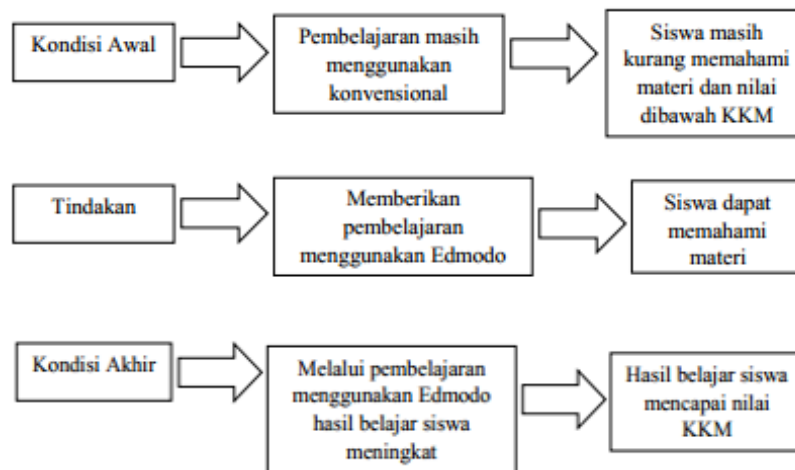 Kondisi Awal
Pembelajaran masih
menggunakan
konvensional
Siswa masih
kurang memahami
materi dan nilai
dibawah KKM
Tindakan
Memberikan
pembelajaran
menggunakan Edmodo
Siswa dapat
memahami
materi
Kondisi Akhir
Melalui pembelajaran
menggunakan Edmodo
hasil belajar siswa
meningkat
Hasil belajar siswa
mencapai nilai
KKM